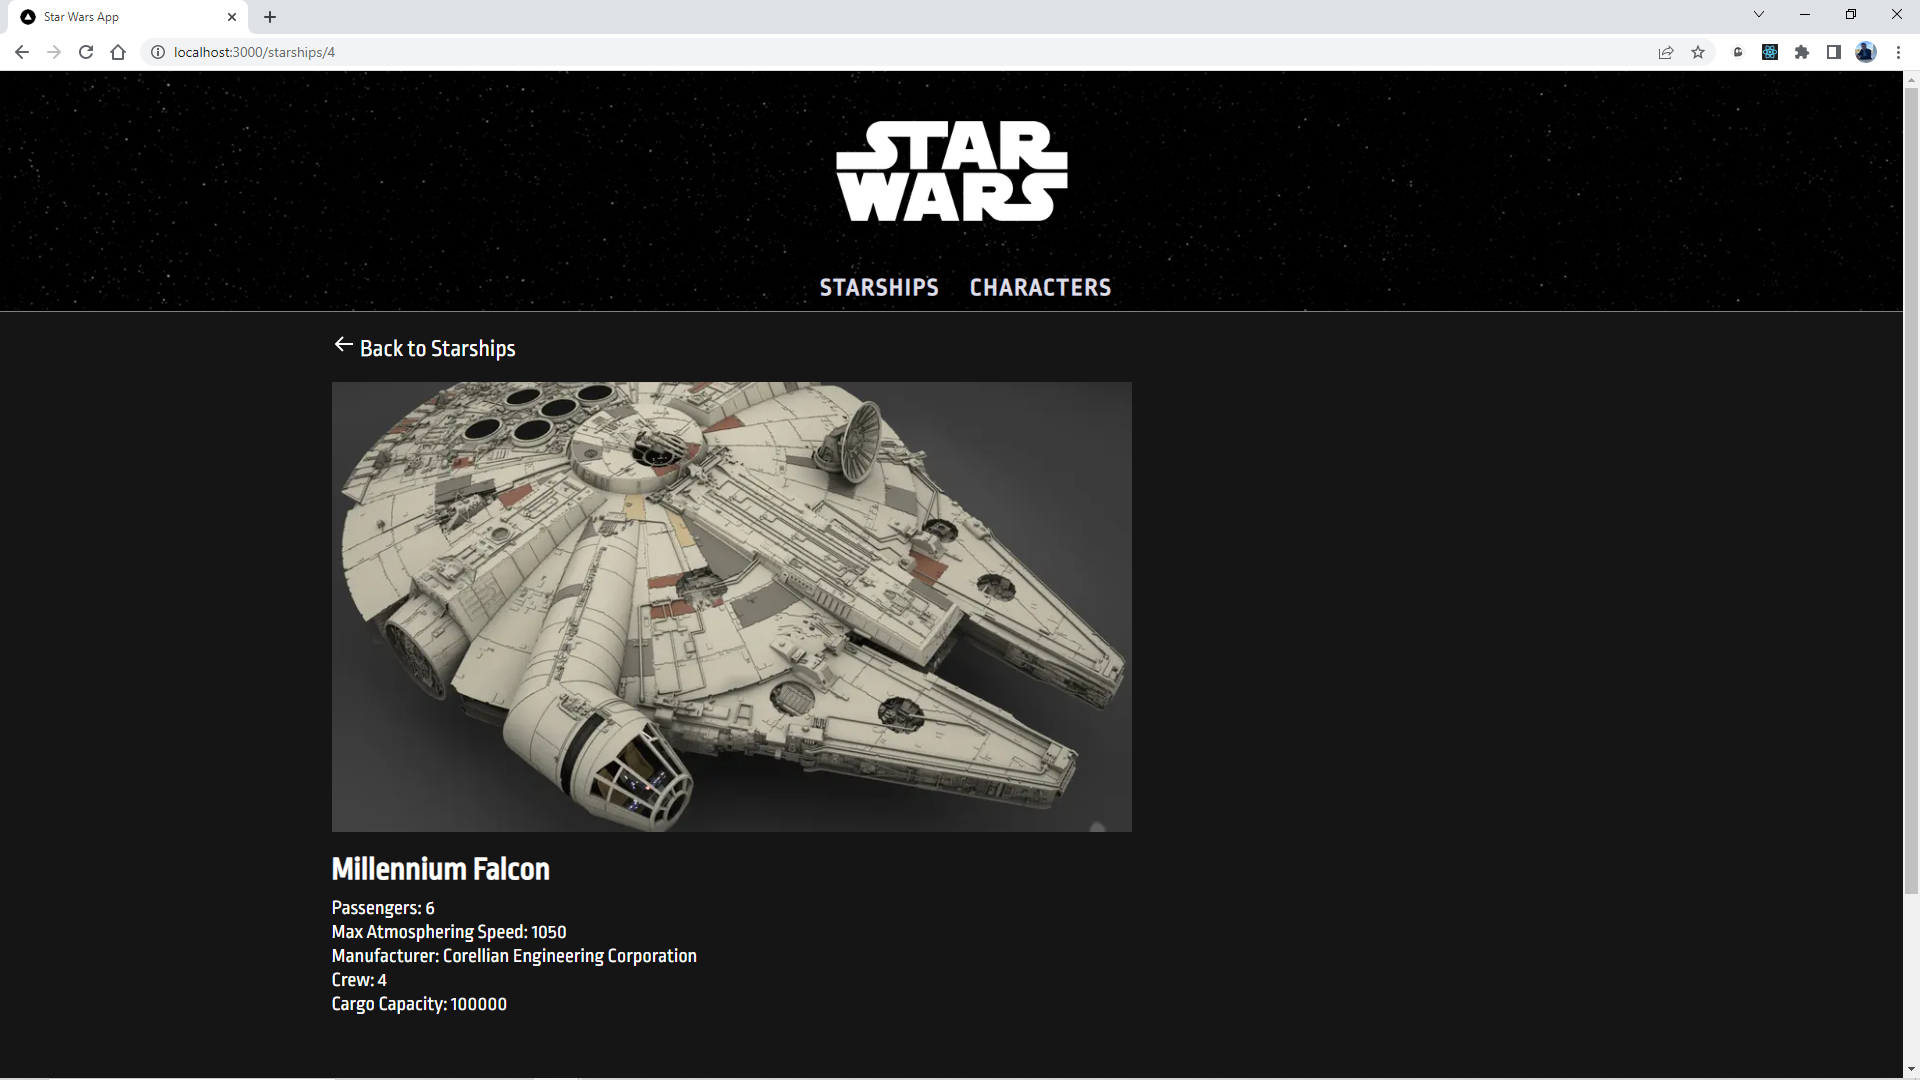 Star Wars App
localhost:3000/starships/4
STAR
WARS
STARSHIPS CHARACTERS
Back to Starships
Millennium Falcon
Passengers: 6
Max Atmosphering Speed: 1050
Manufacturer: Corellian Engineering Corporation
Crew: 4
Cargo Capacity: 100000